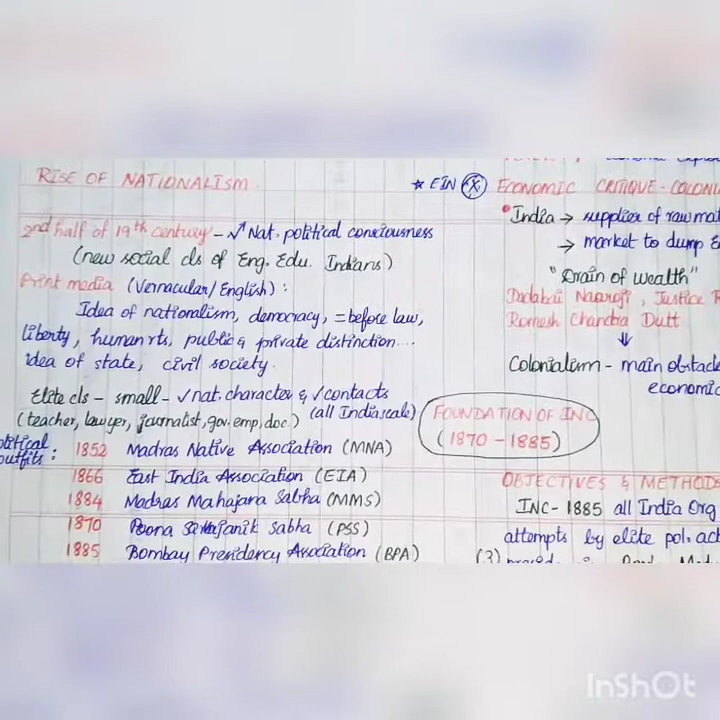 RISE OF NATIONALISM
2nd half of 19th century - ✓ Nat. political consciousness
(new social cls of Eng. Edu. Indians)
Print media (Vernacular/English) :
Idea of nationalism, democracy, = before law,
liberty, human rts, public & private distinction...
idea of state, civil society.
Elite cls - small - ✓ nat. character & ✓ contacts
(teacher, lawyer, journalist, gov. emp, doc.) (all India scale)
olitical outfits :
1852 Madras Native Association (MNA)
1866 East India Association (EIA)
1884 Madras Mahajara Sabha (MMS)
1870 Poona Sarvajanik Sabha (PSS)
1885 Bombay Presidency Association (BPA)
★ EIN (X) ECONOMIC CRITIQUE - COLONIA
• India → supplier of raw mat
→ market to dump E
"Drain of wealth"
Dadabai Naoroji, Justice R
Romesh Chandra Dutt
↓
Colonialism - main obstacle
economic
FOUNDATION OF INC
(1870 - 1885)
OBJECTIVES & METHODS
INC - 1885 all India Org
attempts by elite pol. act
(3)
InShOt